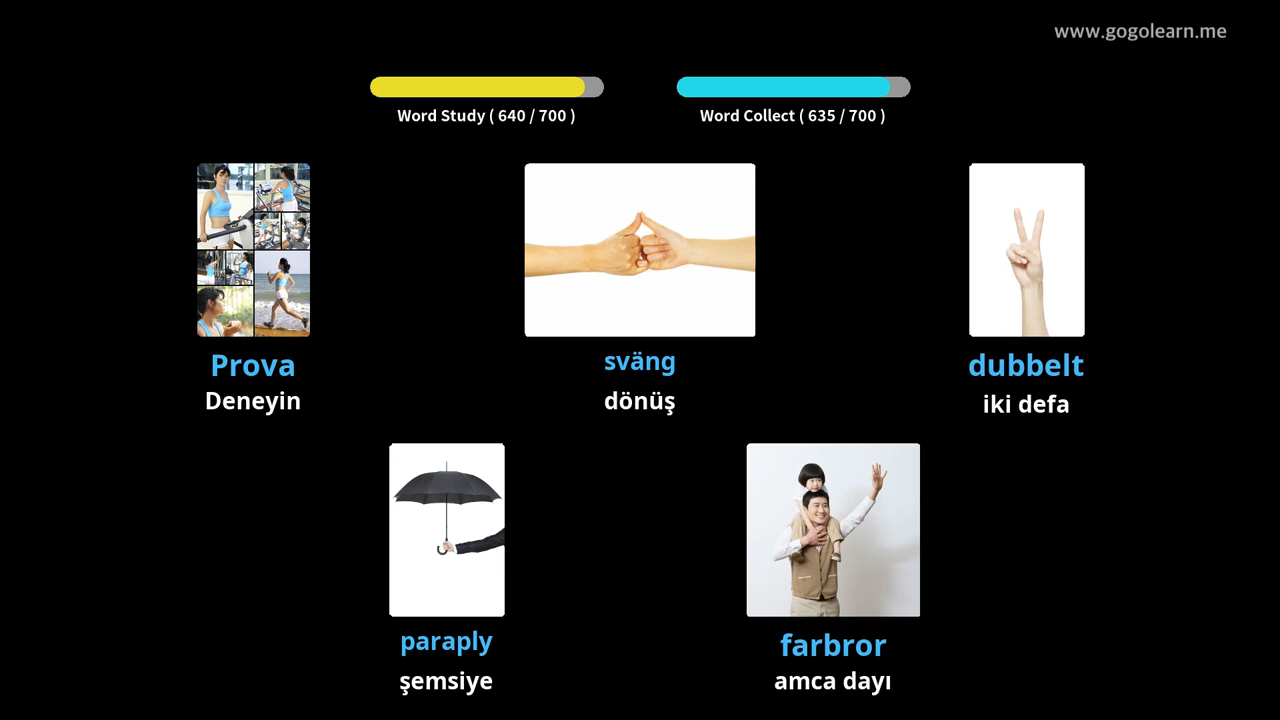 www.gogolearn.me
Word Study ( 640 / 700 )
Word Collect ( 635 / 700 )
Prova
Deneyin
sväng
dönüş
dubbelt
iki defa
paraply
şemsiye
farbror
amca dayı